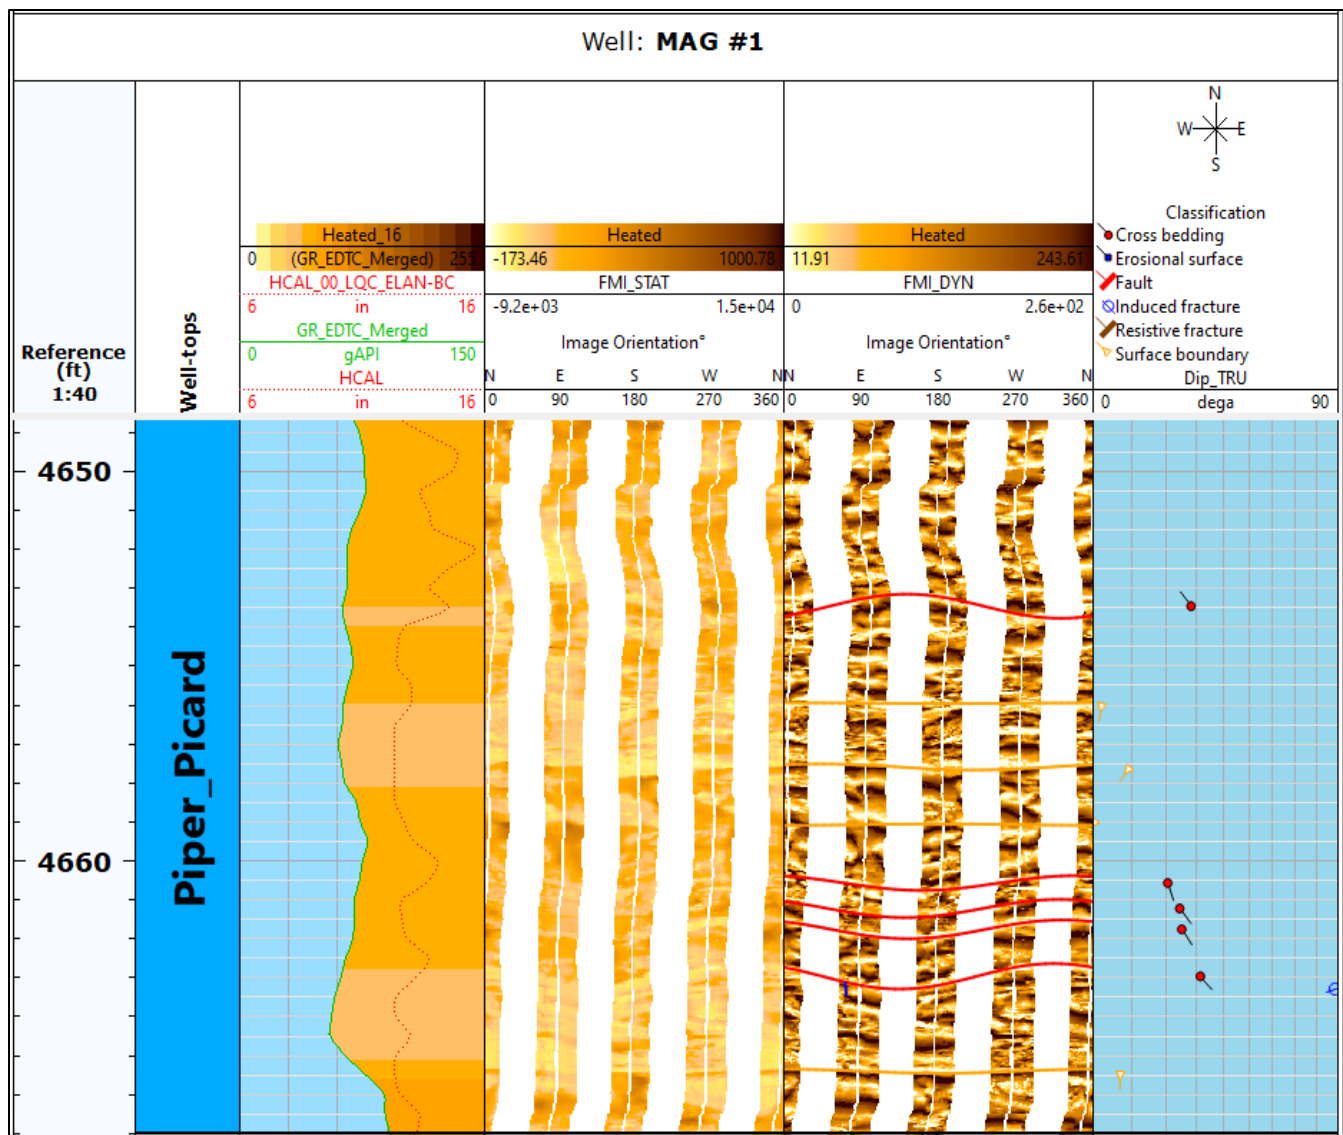 Well: MAG #1
Reference
(ft)
1:40
Well-tops
Heated_16
0 (GR_EDTC_Merged) 255
HCAL_00_LQC_ELAN-BC
6 in 16
GR_EDTC_Merged
0 gAPI 150
HCAL
6 in 16
Heated
-173.46 1000.78
FMI_STAT
-9.2e+03 1.5e+04
Image Orientation°
N E S W N
0 90 180 270 360
Heated
11.91 243.61
FMI_DYN
0 2.6e+02
Image Orientation°
N E S W N
0 90 180 270 360
N
W E
S
Classification
Cross bedding
Erosional surface
Fault
Induced fracture
Resistive fracture
Surface boundary
Dip_TRU
0 dega 90
4650
4660
Piper_Picard